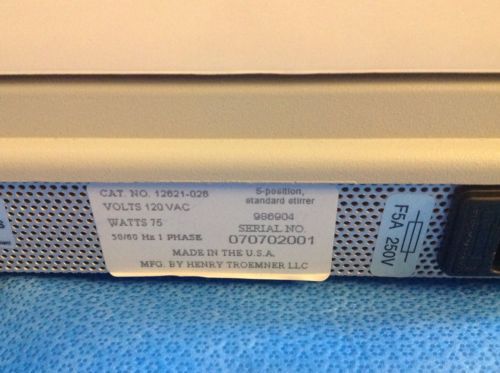 CAT. NO. 12621-026
VOLTS 120 VAC
WATTS 75
50/60 Hz 1 PHASE
5-position,
standard stirrer
986904
SERIAL NO.
070702001
MADE IN THE U.S.A.
MFG. BY HENRY TROEMNER LLC
F5A 250V